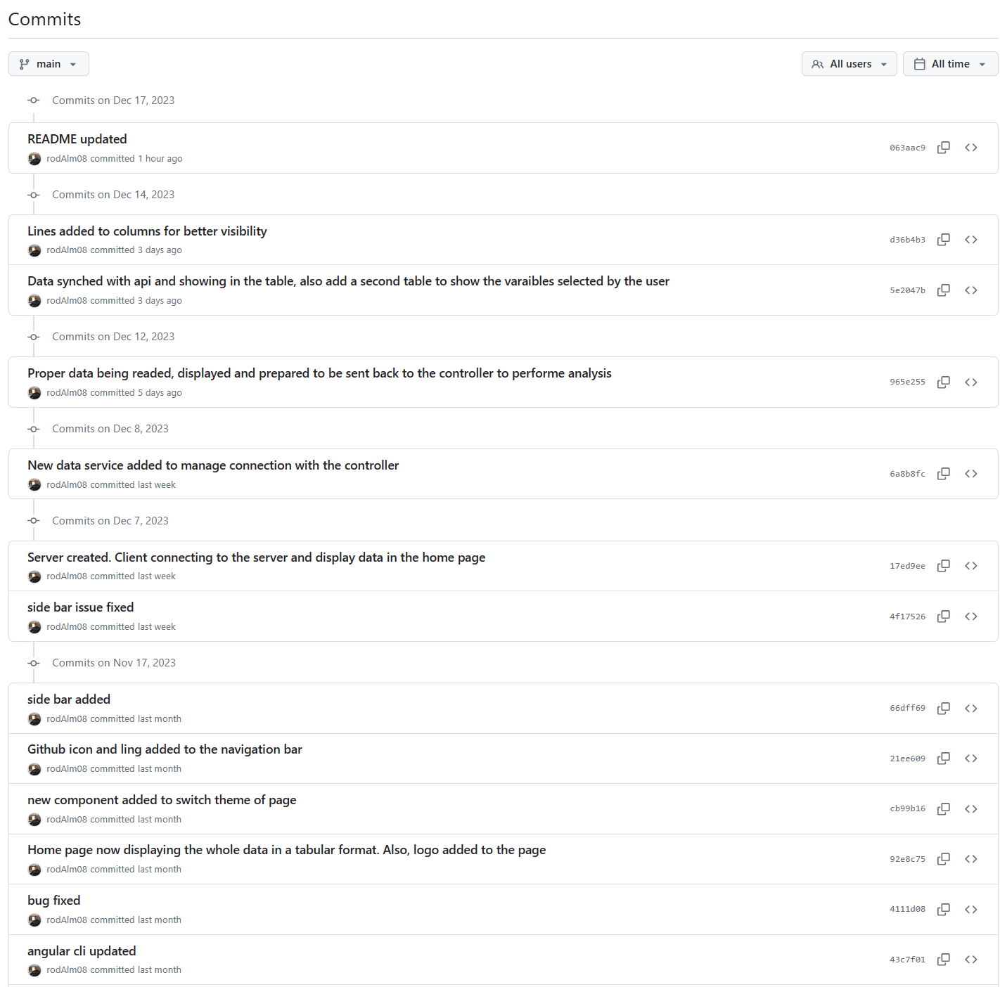 Commits
main
All users
All time
Commits on Dec 17, 2023
README updated
063aac9
rodAlm08 committed 1 hour ago
Commits on Dec 14, 2023
Lines added to columns for better visibility
d36b4b3
rodAlm08 committed 3 days ago
Data synched with api and showing in the table, also add a second table to show the varaibles selected by the user
5e2047b
rodAlm08 committed 3 days ago
Commits on Dec 12, 2023
Proper data being readed, displayed and prepared to be sent back to the controller to performe analysis
965e255
rodAlm08 committed 5 days ago
Commits on Dec 8, 2023
New data service added to manage connection with the controller
6a8b8fc
rodAlm08 committed last week
Commits on Dec 7, 2023
Server created. Client connecting to the server and display data in the home page
17ed9ee
rodAlm08 committed last week
side bar issue fixed
4f17526
rodAlm08 committed last week
Commits on Nov 17, 2023
side bar added
66dff69
rodAlm08 committed last month
Github icon and ling added to the navigation bar
21ee609
rodAlm08 committed last month
new component added to switch theme of page
cb99b16
rodAlm08 committed last month
Home page now displaying the whole data in a tabular format. Also, logo added to the page
92e8c75
rodAlm08 committed last month
bug fixed
4111d08
rodAlm08 committed last month
angular cli updated
43c7f01
rodAlm08 committed last month